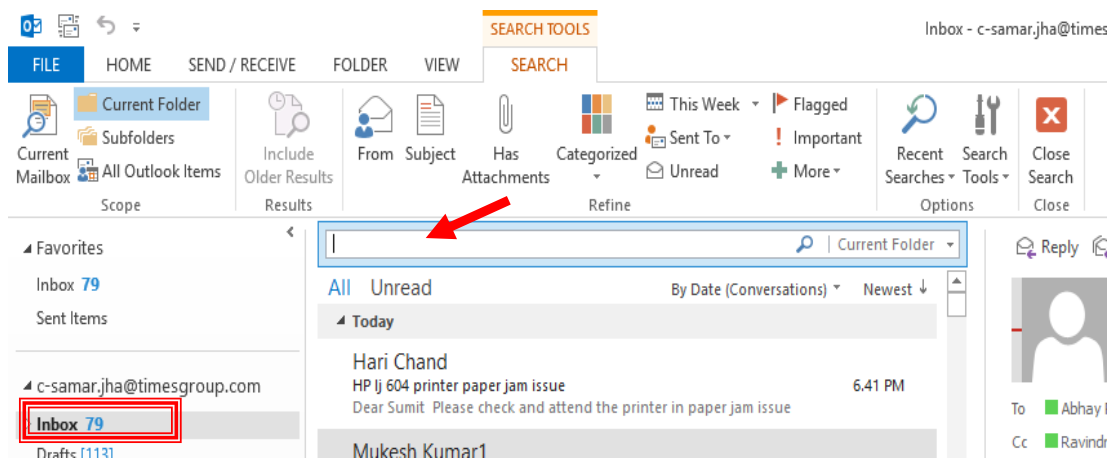 SEARCH TOOLS
Inbox - c-samar.jha@times
FILE HOME SEND / RECEIVE FOLDER VIEW SEARCH
Current Mailbox
Current Folder
Subfolders
All Outlook Items
Scope
Include Older Results
Results
From
Subject
Has Attachments
Categorized
This Week
Sent To
Unread
Flagged
! Important
More
Refine
Recent Searches
Search Tools
Options
Close Search
Close
Favorites
Inbox 79
Sent Items
c-samar.jha@timesgroup.com
Inbox 79
Drafts [113]
Current Folder
All Unread
By Date (Conversations) Newest
Today
Hari Chand
HP lj 604 printer paper jam issue 6.41 PM
Dear Sumit Please check and attend the printer in paper jam issue
Mukesh Kumar1
Reply
To Abhay
Cc Ravindr